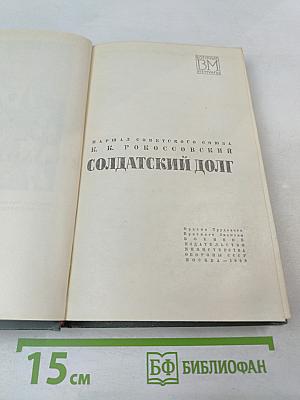 ВМ
МАРШАЛ СОВЕТСКОГО СОЮЗА
К. К. РОКОССОВСКИЙ
СОЛДАТСКИЙ ДОЛГ
Ордена Трудового
Красного Знамени
ВОЕННОЕ
ИЗДАТЕЛЬСТВО
МИНИСТЕРСТВА
ОБОРОНЫ СССР
МОСКВА—1968
15 см
БФ БИБЛИОФАН